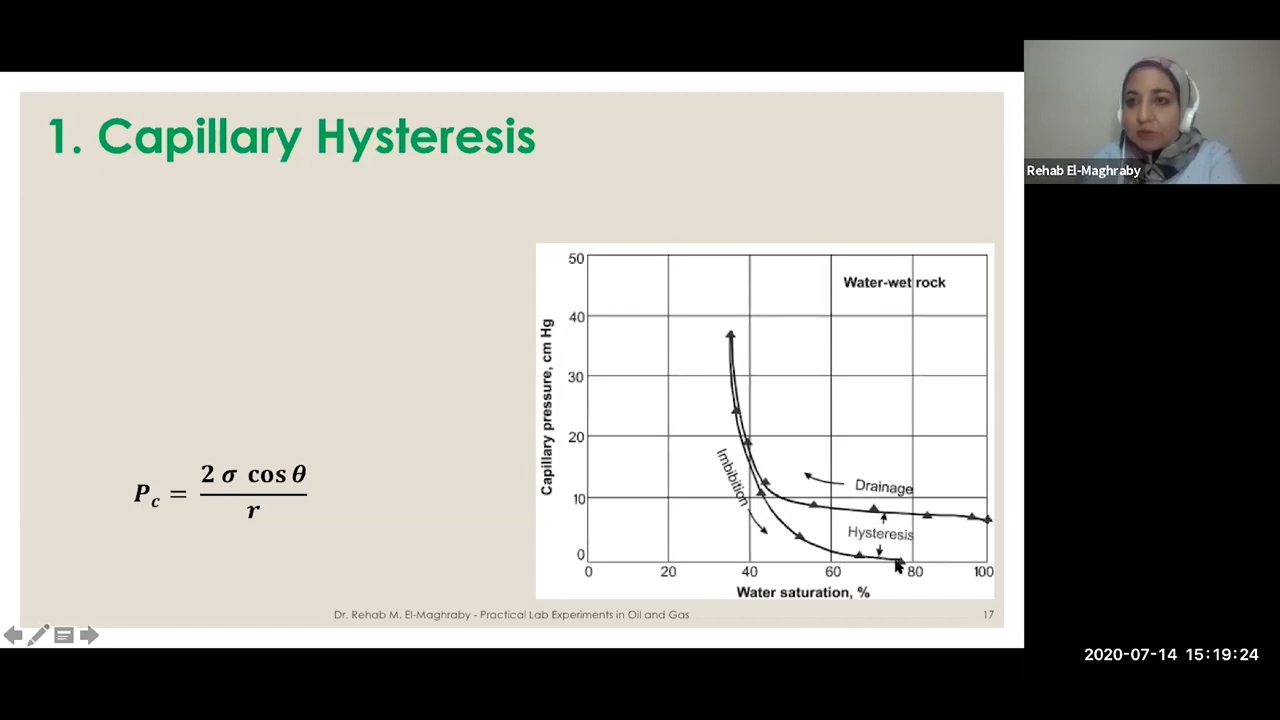 1. Capillary Hysteresis
Rehab El-Maghraby
P_c = 2 σ cos θ / r
50
40
30
20
10
0
Capillary pressure, cm Hg
Water-wet rock
Imbibition
Drainage
Hysteresis
0 20 40 60 80 100
Water saturation, %
Dr. Rehab M. El-Maghraby - Practical Lab Experiments in Oil and Gas 17
2020-07-14 15:19:24